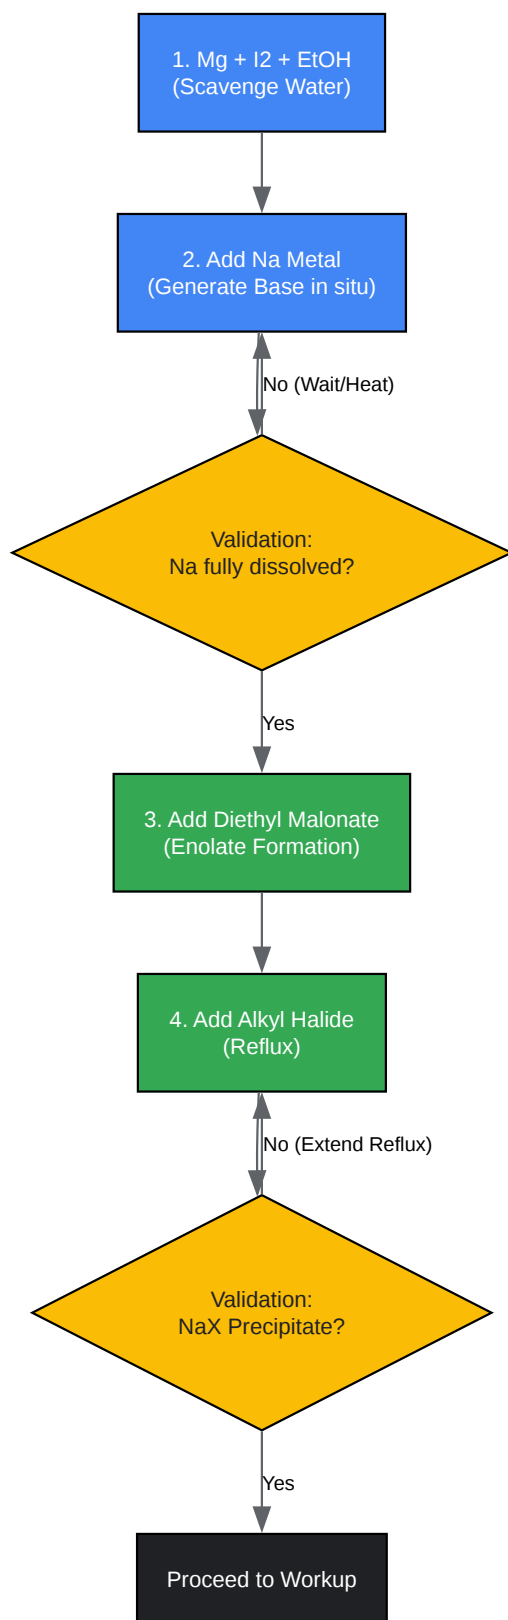 1. Mg + I2 + EtOH
(Scavenge Water)
2. Add Na Metal
(Generate Base in situ)
No (Wait/Heat)
Validation:
Na fully dissolved?
Yes
3. Add Diethyl Malonate
(Enolate Formation)
4. Add Alkyl Halide
(Reflux)
No (Extend Reflux)
Validation:
NaX Precipitate?
Yes
Proceed to Workup